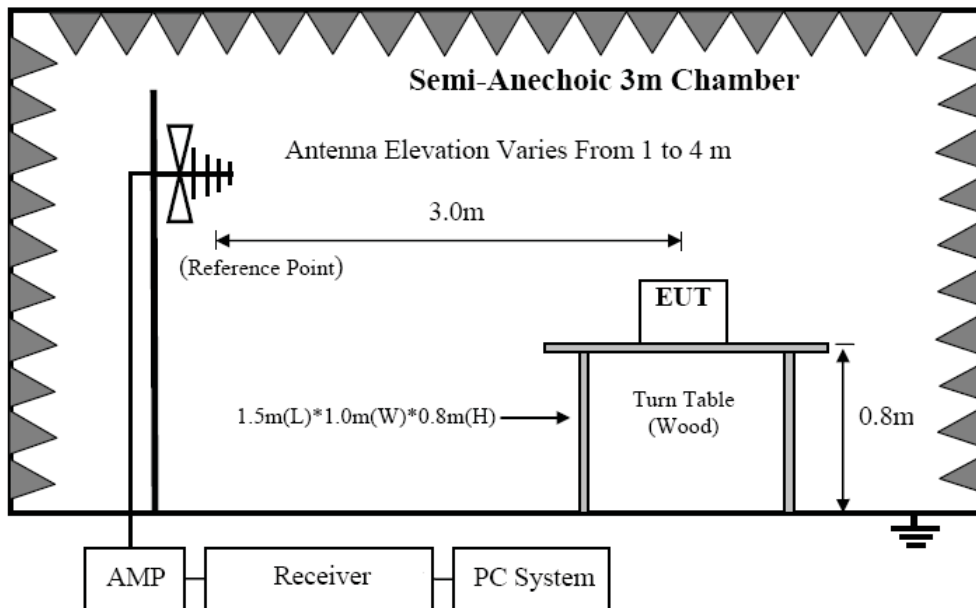 Semi-Anechoic 3m Chamber
Antenna Elevation Varies From 1 to 4 m
3.0m
(Reference Point)
EUT
1.5m(L)*1.0m(W)*0.8m(H)
Turn Table
(Wood)
0.8m
AMP
Receiver
PC System